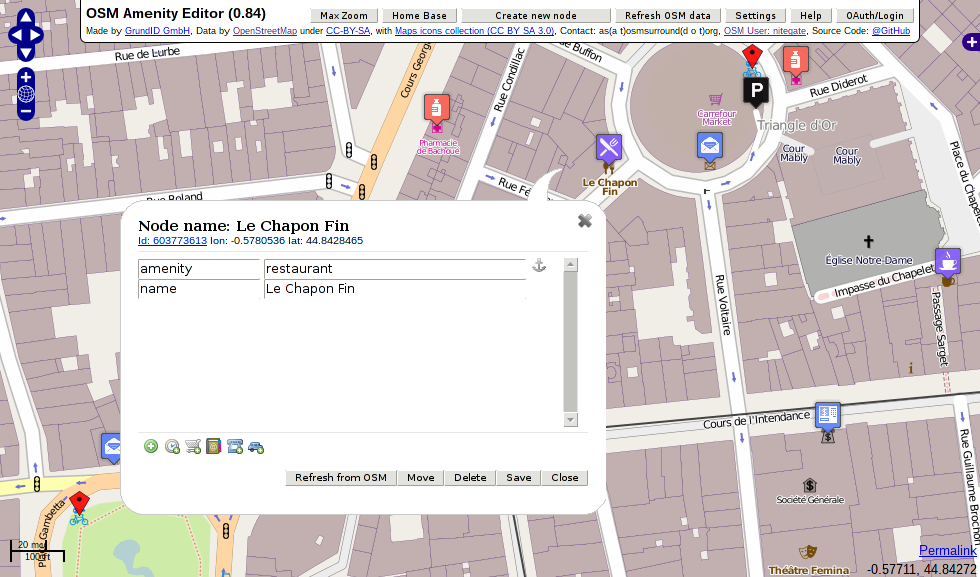 OSM Amenity Editor (0.84)
Max Zoom
Home Base
Create new node
Refresh OSM data
Settings
Help
OAuth/Login
Made by GrundID GmbH, Data by OpenStreetMap under CC-BY-SA, with Maps icons collection (CC BY SA 3.0), Contact: as(a t)osmsurround(d o t)org, OSM User: nitegate, Source Code: @GitHub
Rue de Lurbe
Cours Georg
Rue Condillac
de Buffon
Rue Diderot
Carrefour
Market
Triangle d'Or
Cour
Mably
Cour
Mably
Place du Chapelet
Pharmacie
de Bachoue
Le Chapon
Fin
Rue Fé
Rue Roland
Église Notre-Dame
Impasse du Chapelet
Passage Sarget
Rue Voltaire
Cours de l'Intendance
Société Générale
Rue Guillaume Brochon
Théâtre Femina
Gambetta
P
Node name: Le Chapon Fin
Id: 603773613 lon: -0.5780536 lat: 44.8428465
amenity restaurant
name Le Chapon Fin
Refresh from OSM
Move
Delete
Save
Close
20 m
100 ft
Permalink
-0.57711, 44.84272